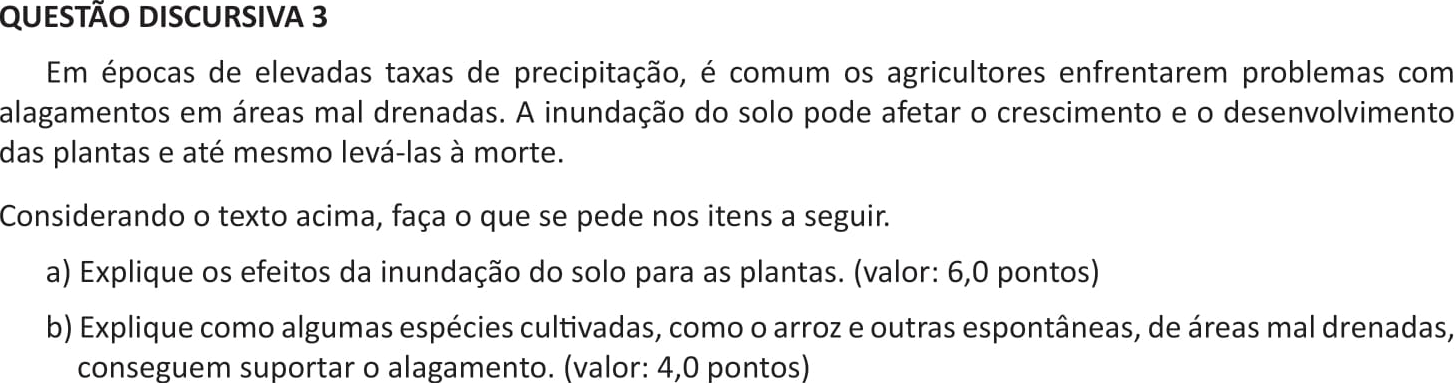 QUESTÃO DISCURSIVA 3
Em épocas de elevadas taxas de precipitação, é comum os agricultores enfrentarem problemas com
alagamentos em áreas mal drenadas. A inundação do solo pode afetar o crescimento e o desenvolvimento
das plantas e até mesmo levá-las à morte.
Considerando o texto acima, faça o que se pede nos itens a seguir.
a) Explique os efeitos da inundação do solo para as plantas. (valor: 6,0 pontos)
b) Explique como algumas espécies cultivadas, como o arroz e outras espontâneas, de áreas mal drenadas,
conseguem suportar o alagamento. (valor: 4,0 pontos)